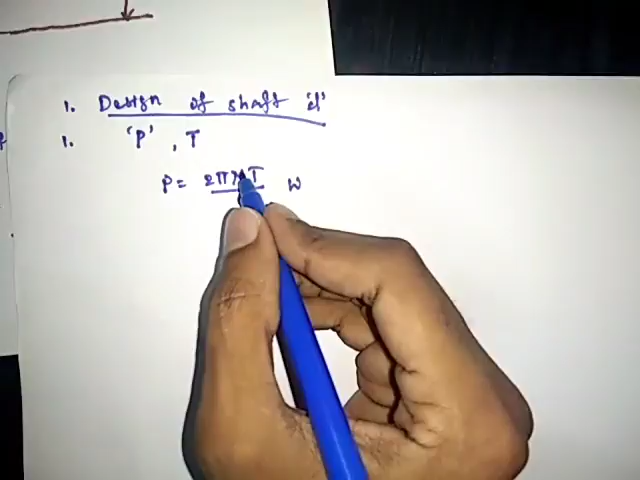 1. Design of shaft 'd'
1. 'P', T
P = 2πNT W